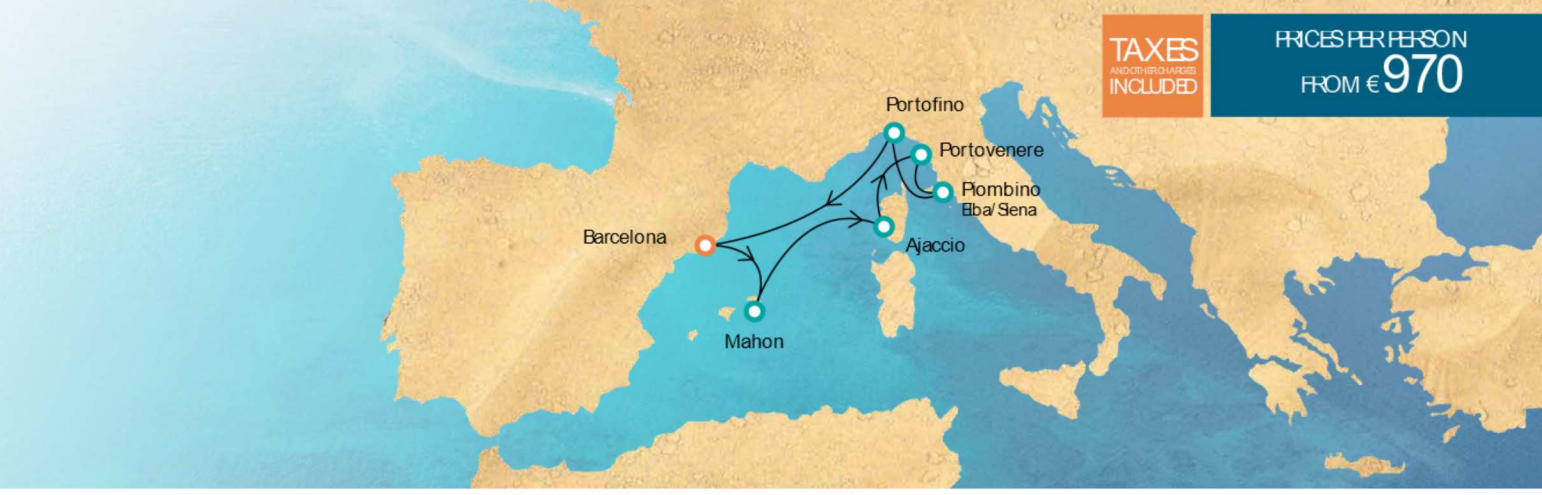 TAXES
AND OTHER CHARGES
INCLUDED
PRICES PER PERSON
FROM € 970
Portofino
Portovenere
Piombino
Elba/Siena
Barcelona
Ajaccio
Mahon